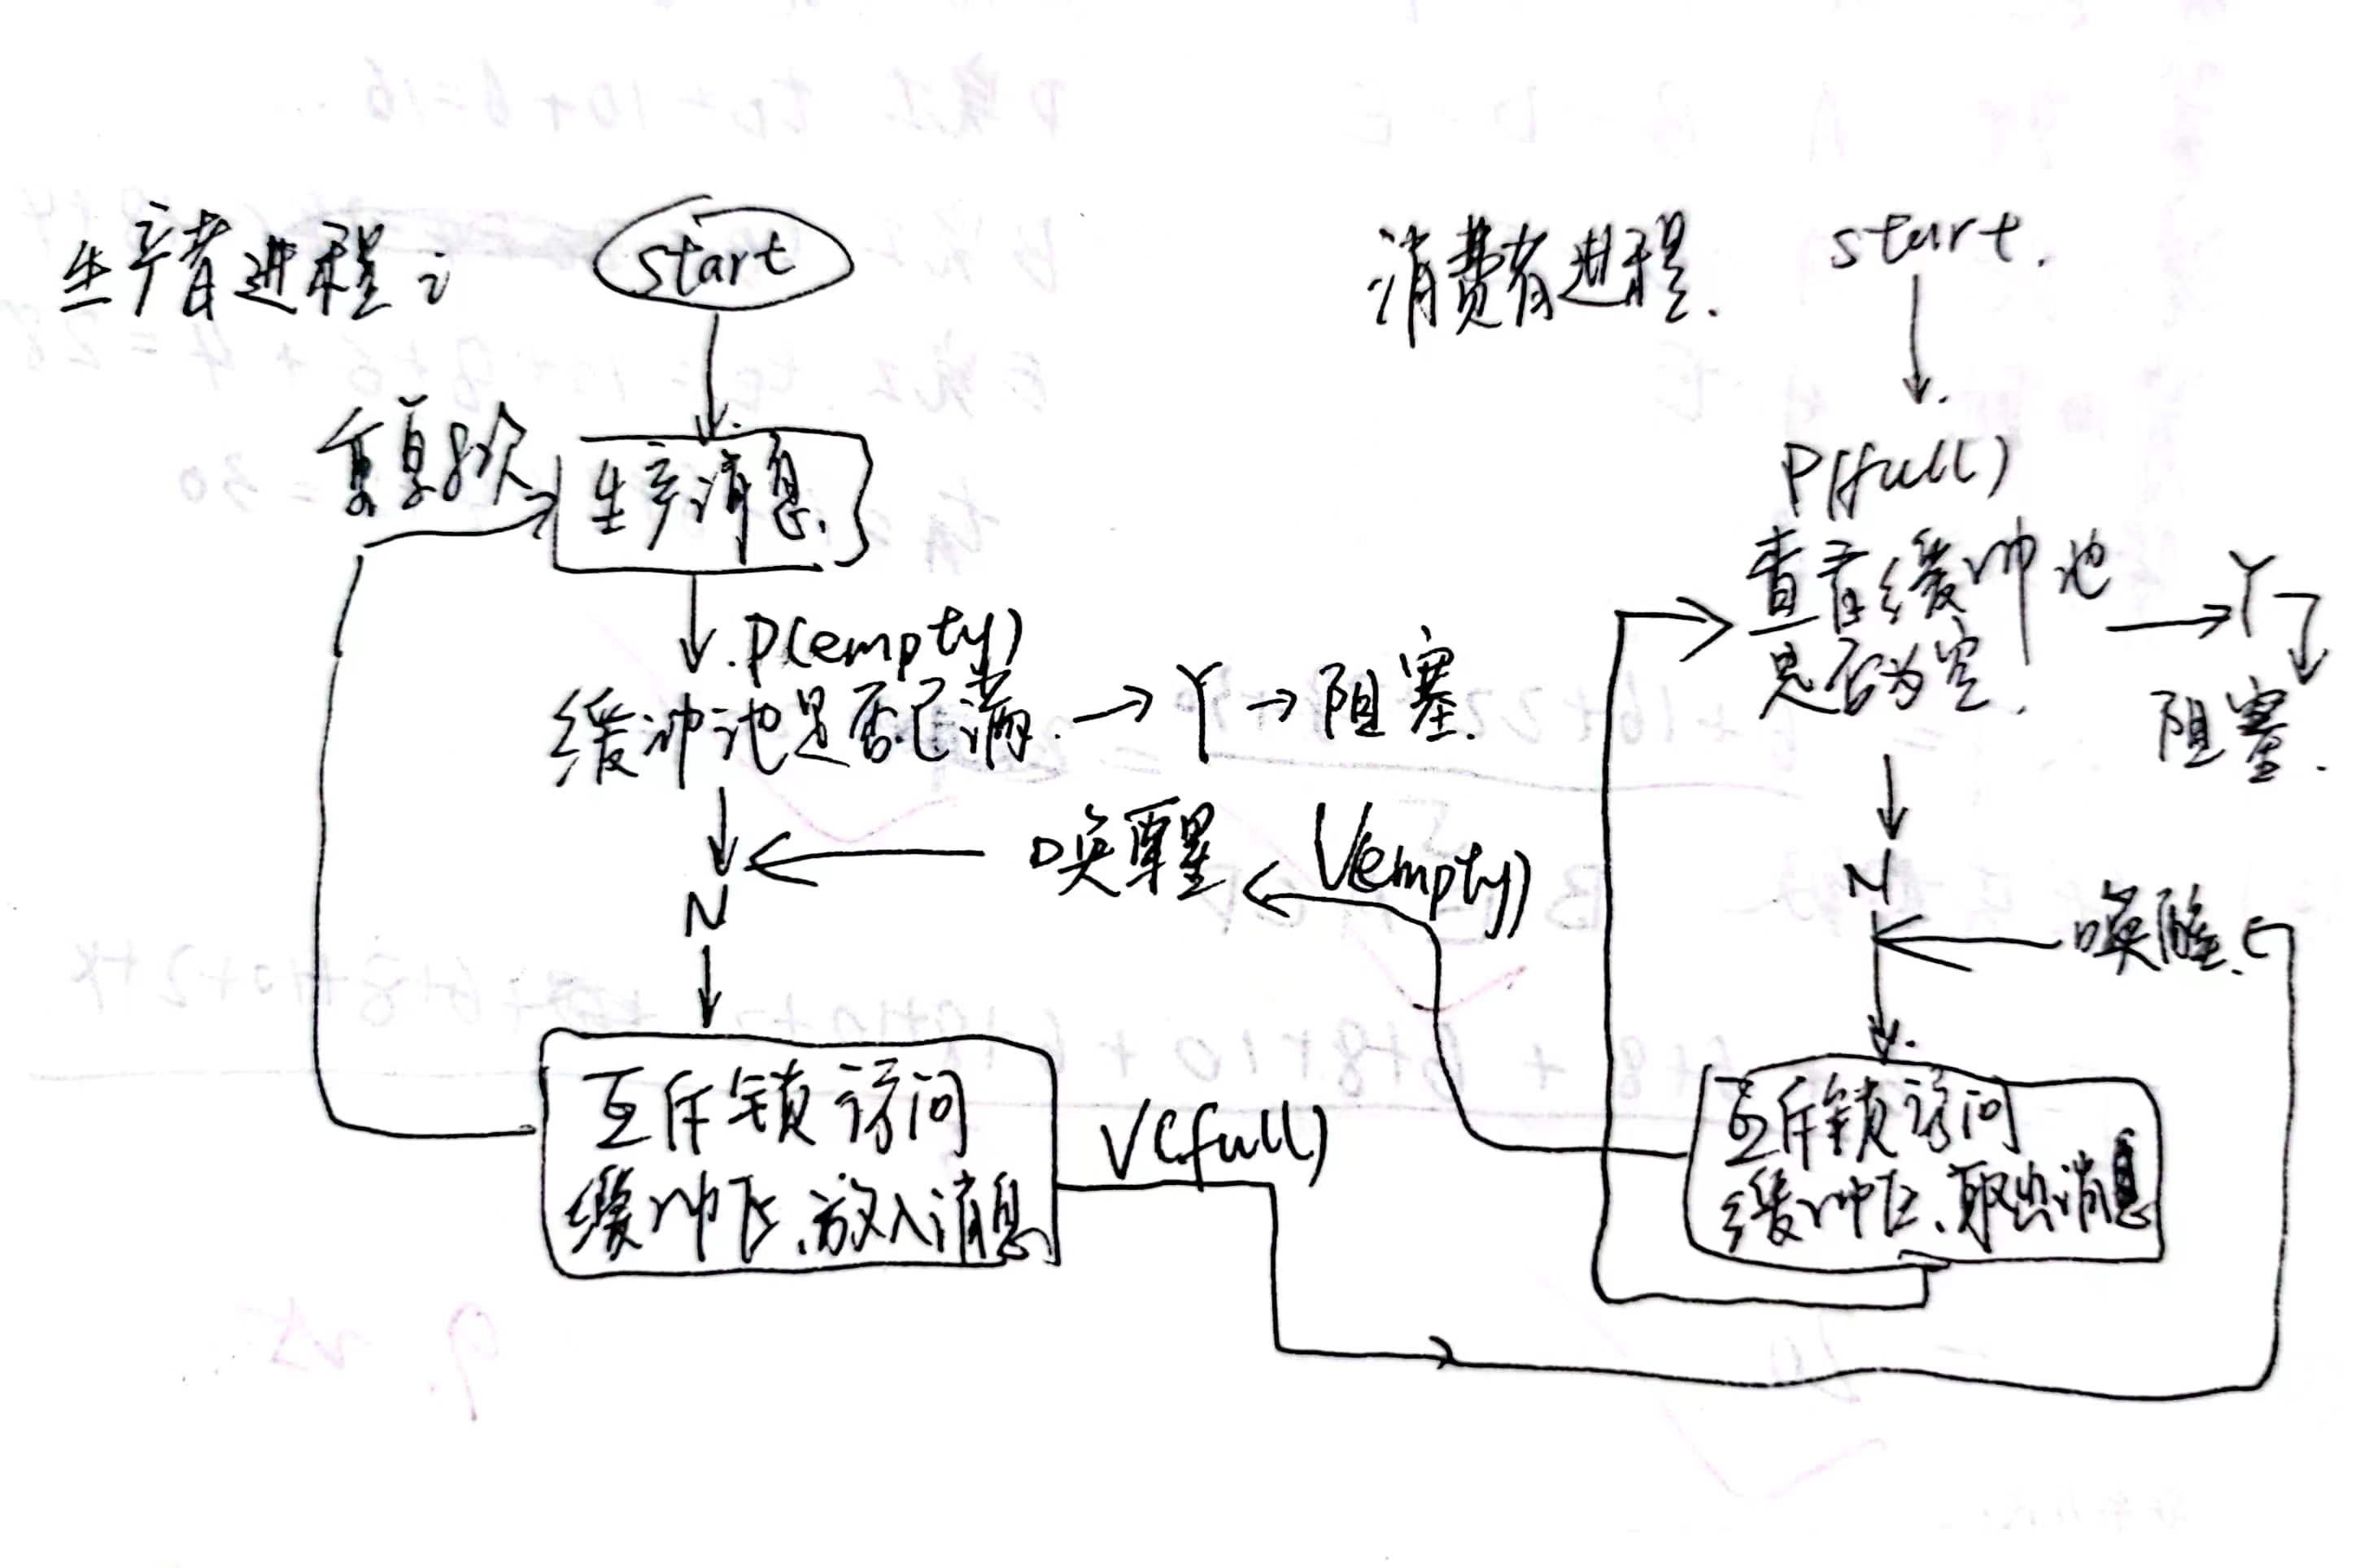 生产者进程i
start
重复8次
生产消息.
P(empty)
缓冲池是否已满. → Y → 阻塞.
唤醒
V(empty)
N
互斥锁访问
缓冲区.放入消息
V(full)
消费者进程.
start.
P(full)
查看缓冲池
是否为空.
Y
阻塞.
N
唤醒.
互斥锁访问
缓冲区、取出消息